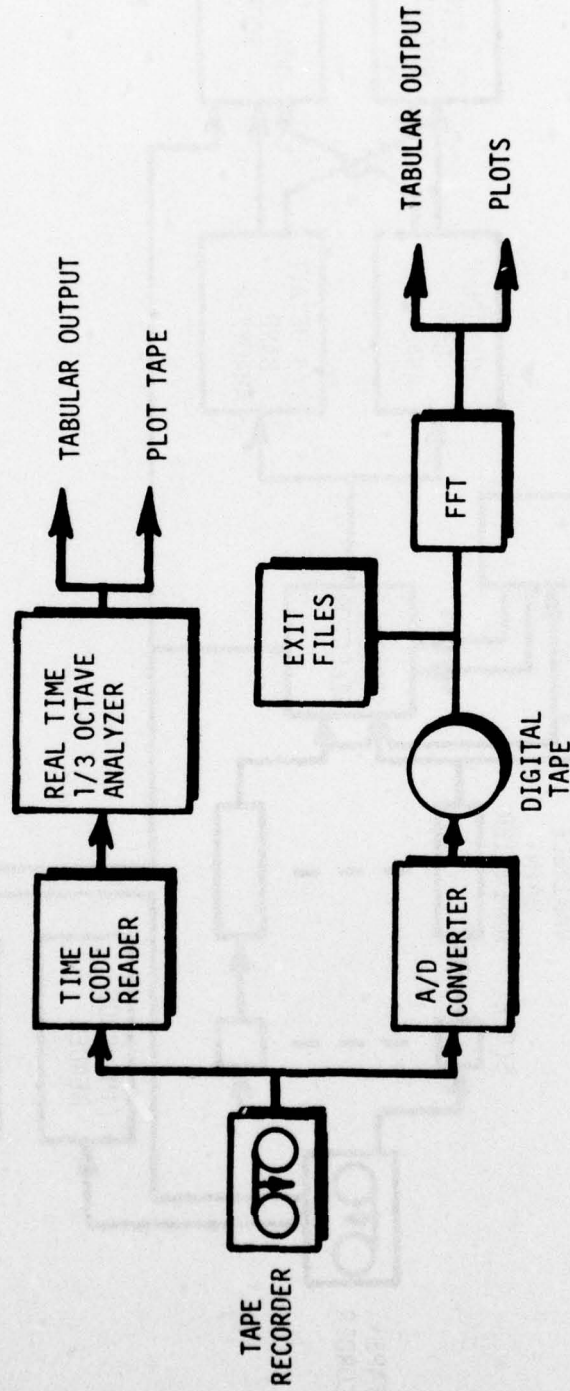 TAPE
RECORDER
TIME
CODE
READER
REAL TIME
1/3 OCTAVE
ANALYZER
TABULAR OUTPUT
PLOT TAPE
A/D
CONVERTER
DIGITAL
TAPE
EXIT
FILES
FFT
TABULAR OUTPUT
PLOTS